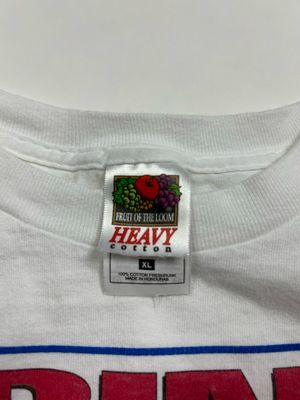 FRUIT OF THE LOOM
HEAVY
cotton
XL
100% COTTON PRESHRUNK
MADE IN HONDURAS